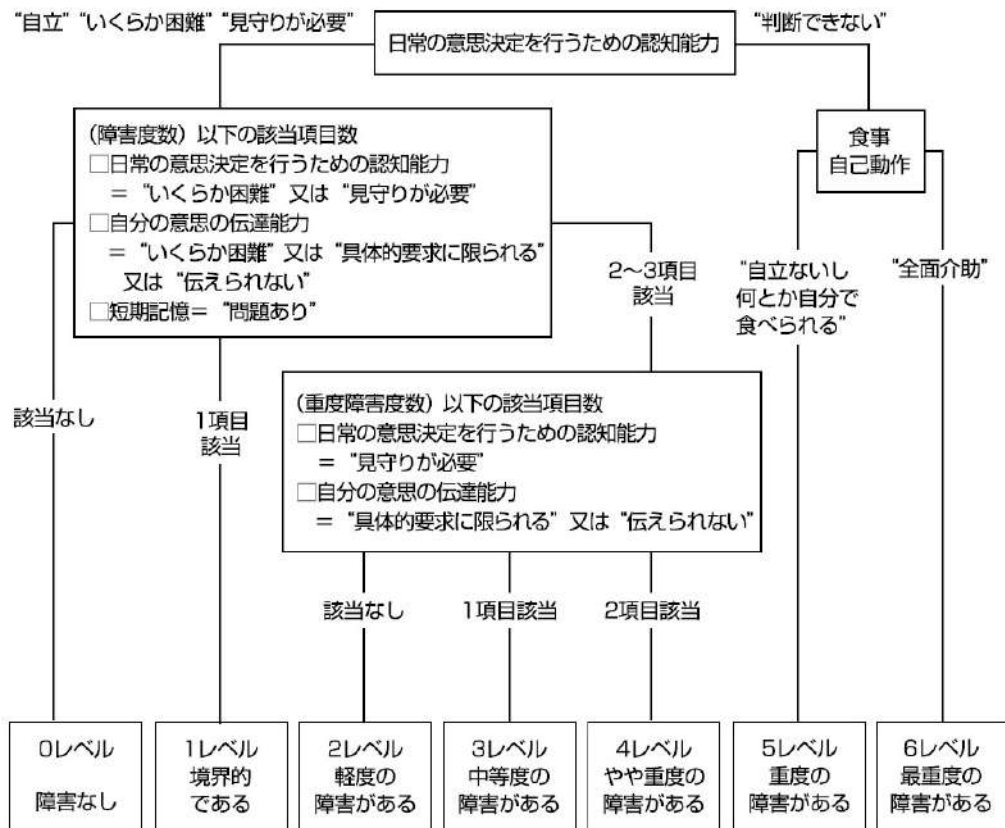 “自立”“いくらか困難”“見守りが必要”
日常の意思決定を行うための認知能力
“判断できない”
（障害度数）以下の該当項目数
□日常の意思決定を行うための認知能力
＝“いくらか困難”又は“見守りが必要”
□自分の意思の伝達能力
＝“いくらか困難”又は“具体的要求に限られる”
又は“伝えられない”
□短期記憶＝“問題あり”
食事
自己動作
2～3項目
該当
“自立ないし
何とか自分で
食べられる”
“全面介助”
該当なし
1項目
該当
（重度障害度数）以下の該当項目数
□日常の意思決定を行うための認知能力
＝“見守りが必要”
□自分の意思の伝達能力
＝“具体的要求に限られる”又は“伝えられない”
該当なし
1項目該当
2項目該当
0レベル
障害なし
1レベル
境界的
である
2レベル
軽度の
障害がある
3レベル
中等度の
障害がある
4レベル
やや重度の
障害がある
5レベル
重度の
障害がある
6レベル
最重度の
障害がある